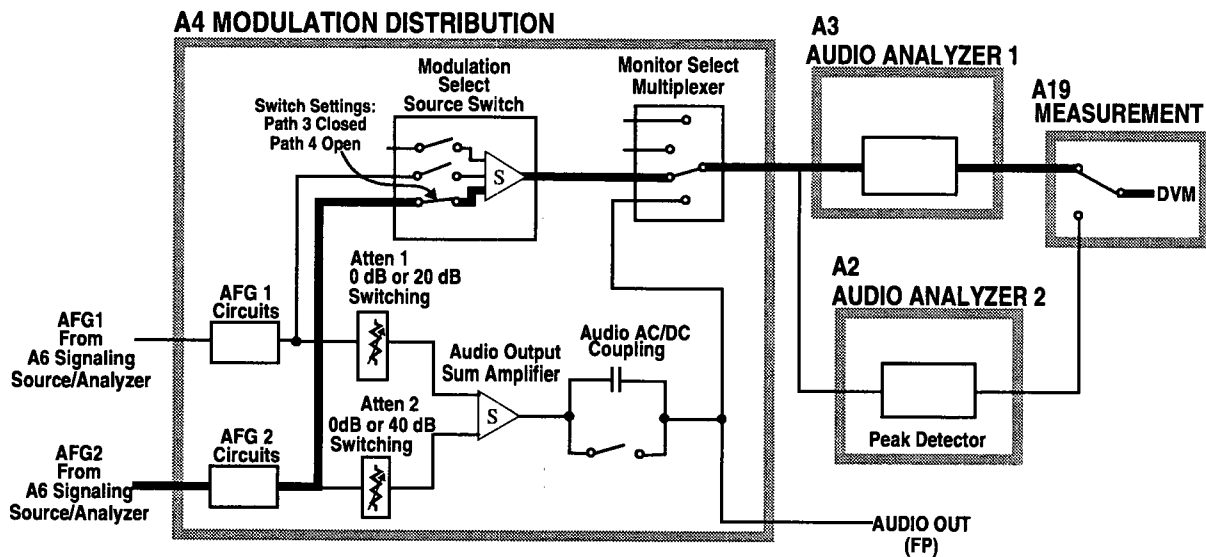 A4 MODULATION DISTRIBUTION
A3
AUDIO ANALYZER 1
A19
MEASUREMENT
Modulation
Select
Source Switch
Monitor Select
Multiplexer
Switch Settings:
Path 3 Closed
Path 4 Open
S
DVM
Atten 1
0 dB or 20 dB
Switching
A2
AUDIO ANALYZER 2
AFG1
From
A6 Signaling
Source/Analyzer
AFG 1
Circuits
Audio Output
Sum Amplifier
Audio AC/DC
Coupling
S
Atten 2
0dB or 40 dB
Switching
Peak Detector
AFG2
From
A6 Signaling
Source/Analyzer
AFG 2
Circuits
AUDIO OUT
(FP)